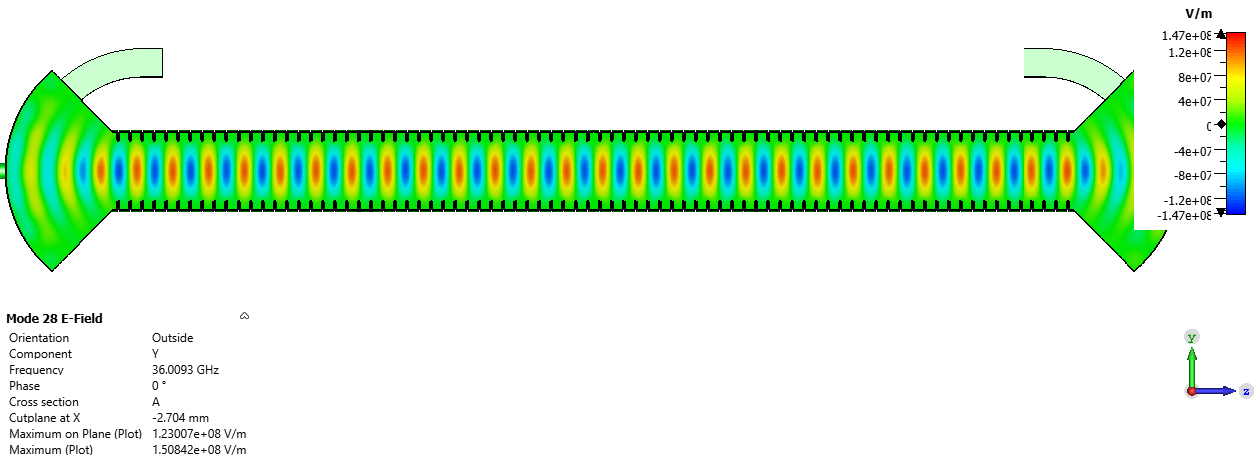 V/m
1.47e+08
1.2e+08
8e+07
4e+07
0
-4e+07
-8e+07
-1.2e+08
-1.47e+08
Mode 28 E-Field
Orientation Outside
Component Y
Frequency 36.0093 GHz
Phase 0 °
Cross section A
Cutplane at X -2.704 mm
Maximum on Plane (Plot) 1.23007e+08 V/m
Maximum (Plot) 1.50842e+08 V/m
y
z